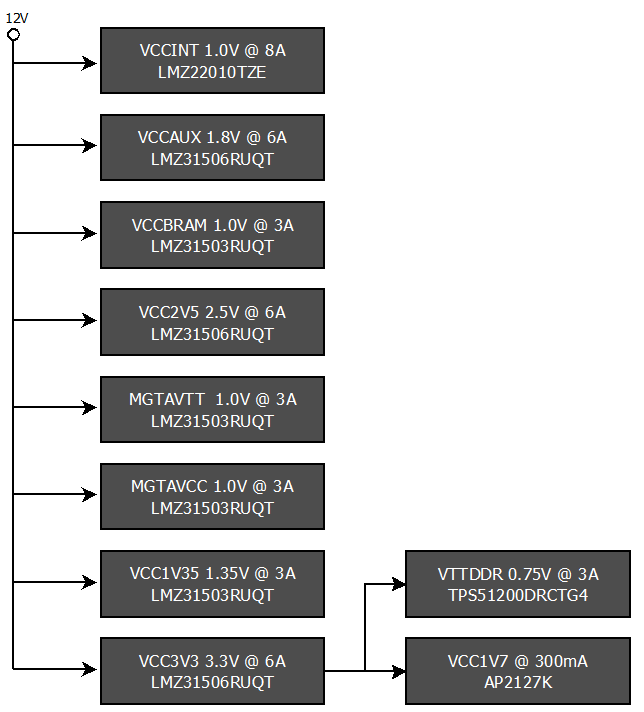 12V
VCCINT 1.0V @ 8A
LMZ22010TZE
VCCAUX 1.8V @ 6A
LMZ31506RUQT
VCCBRAM 1.0V @ 3A
LMZ31503RUQT
VCC2V5 2.5V @ 6A
LMZ31506RUQT
MGTAVTT  1.0V @ 3A
LMZ31503RUQT
MGTAVCC 1.0V @ 3A
LMZ31503RUQT
VCC1V35 1.35V @ 3A
LMZ31503RUQT
VTTDDR 0.75V @ 3A
TPS51200DRCTG4
VCC3V3 3.3V @ 6A
LMZ31506RUQT
VCC1V7 @ 300mA
AP2127K